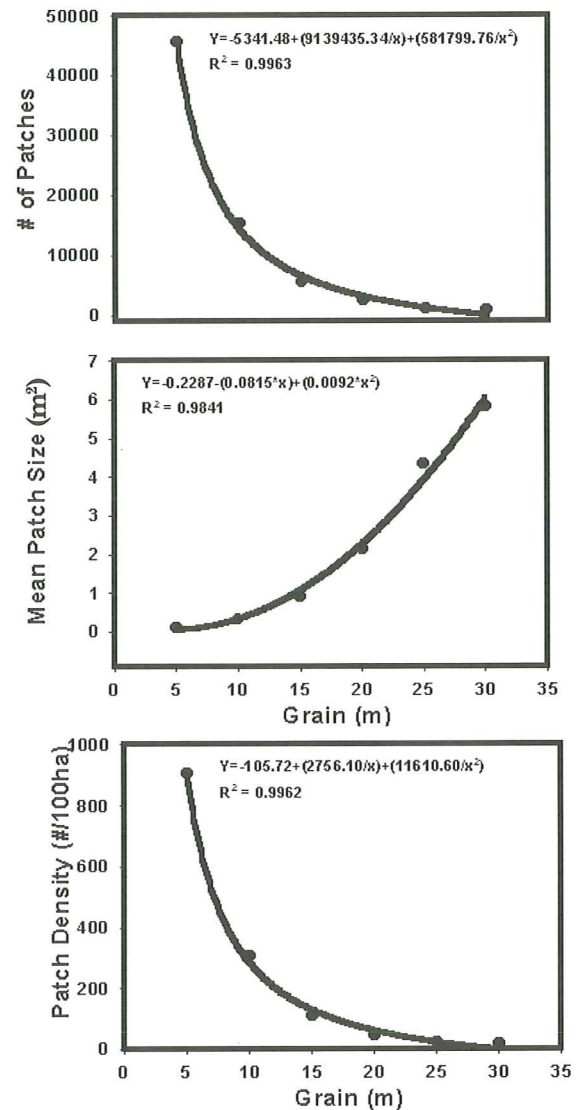 Y=-5341.48+(9139435.34/x)+(581799.76/x²)
R² = 0.9963
# of Patches
50000
40000
30000
20000
10000
0
Y=-0.2287-(0.0815*x)+(0.0092*x²)
R² = 0.9841
Mean Patch Size (m²)
7
6
5
4
3
2
1
0
0 5 10 15 20 25 30 35
Grain (m)
Y=-105.72+(2756.10/x)+(11610.60/x²)
R² = 0.9962
Patch Density (#/100ha)
1000
800
600
400
200
0
0 5 10 15 20 25 30 35
Grain (m)